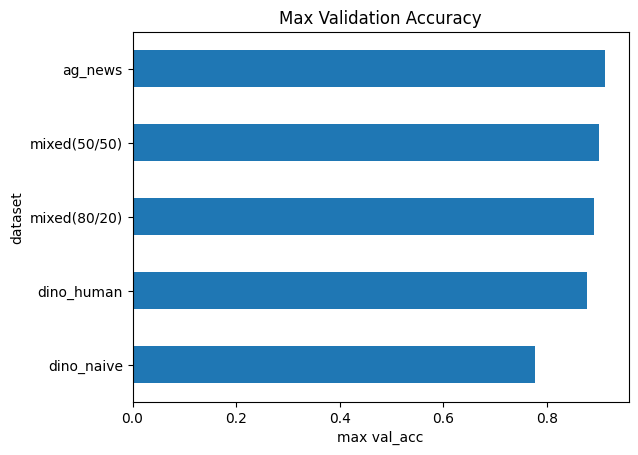 Max Validation Accuracy
ag_news
mixed(50/50)
mixed(80/20)
dino_human
dino_naive
dataset
0.0 0.2 0.4 0.6 0.8
max val_acc